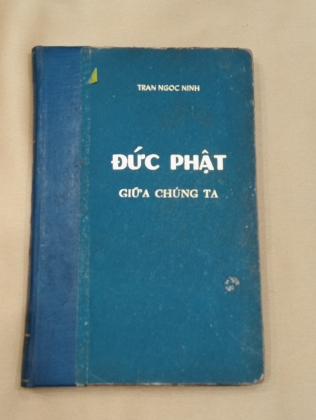 TRAN NGOC NINH
ĐỨC PHẬT
GIỮA CHÚNG TA